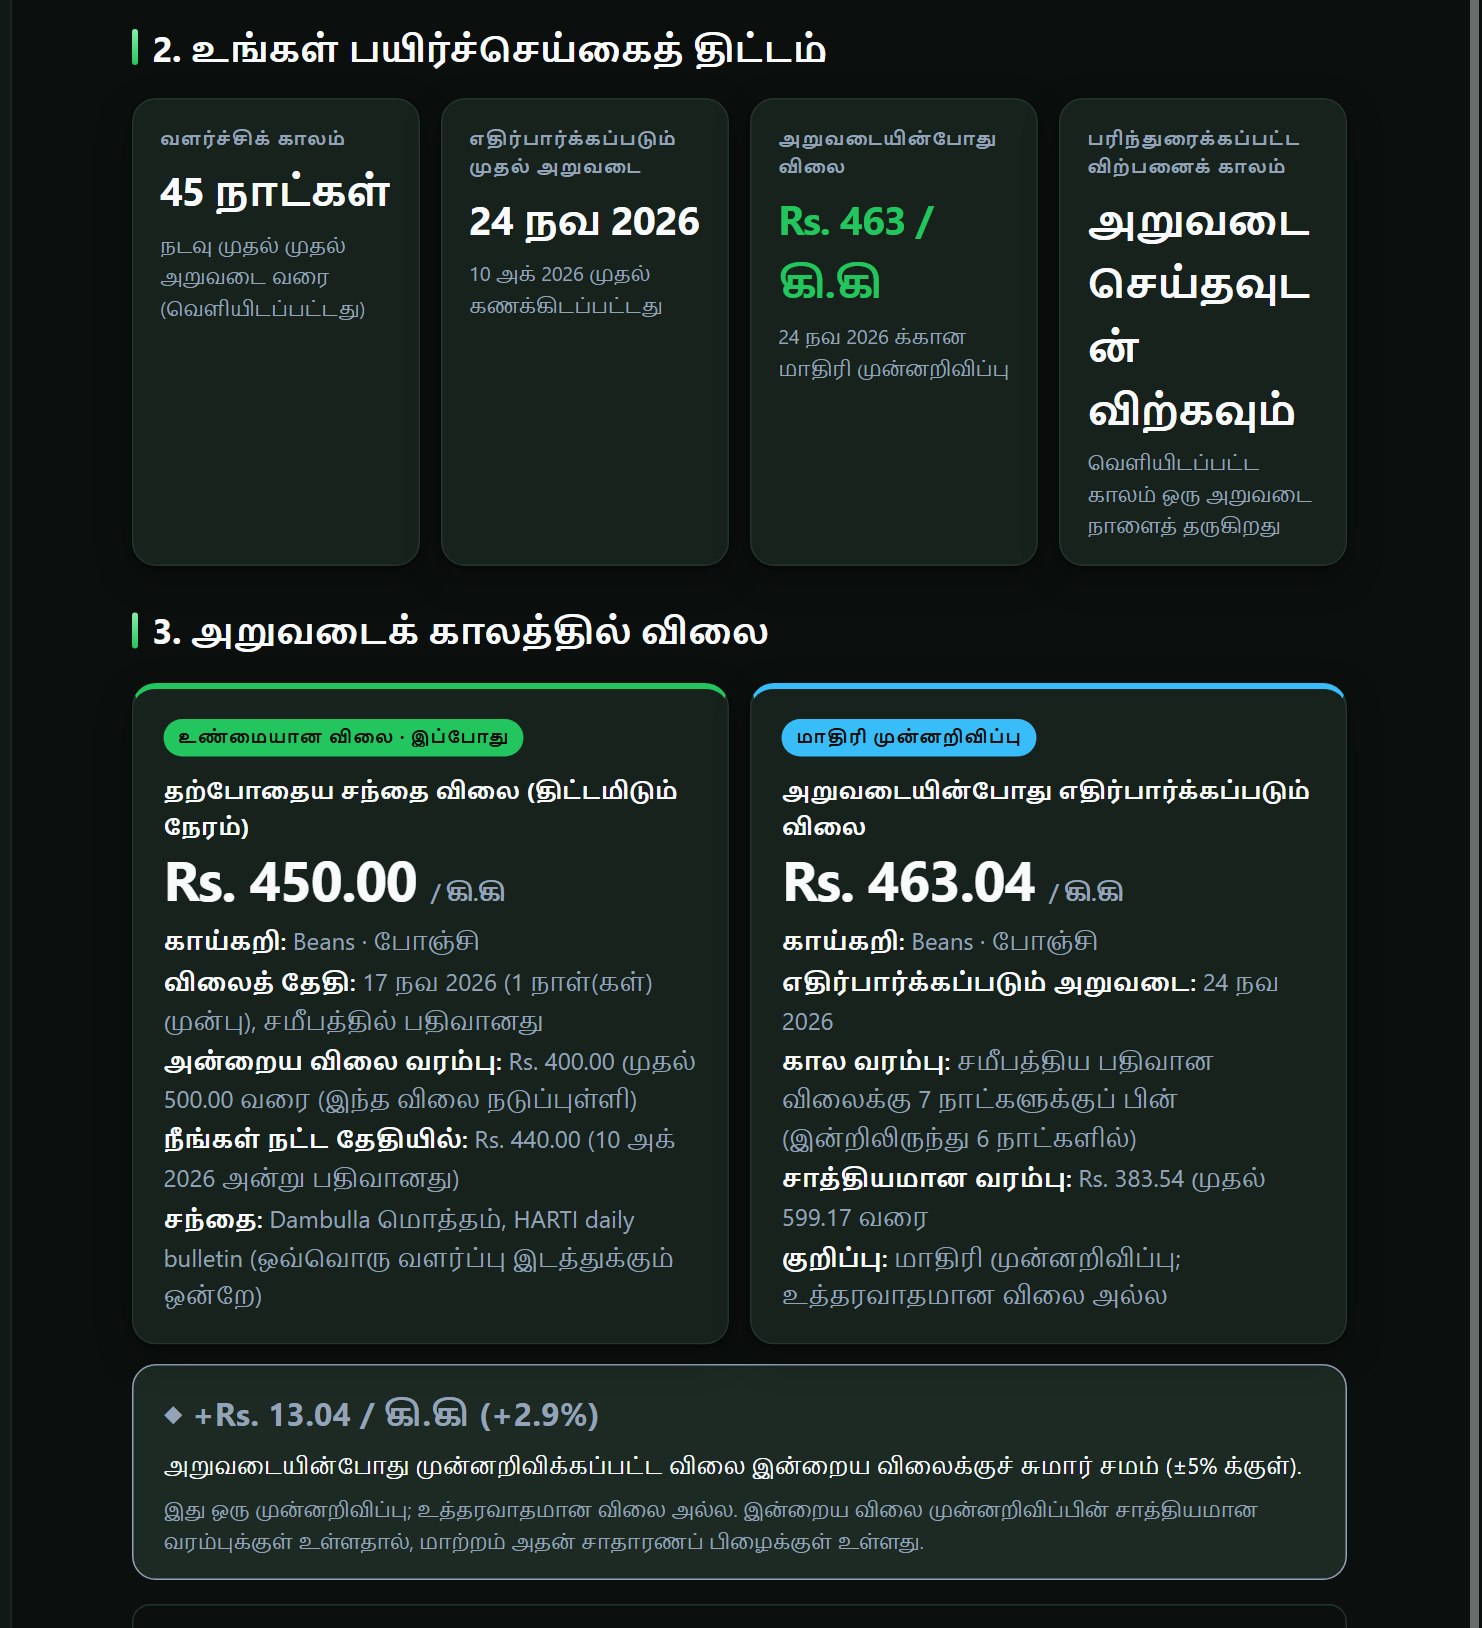 2. உங்கள் பயிர்ச்செய்கைத் திட்டம்
வளர்ச்சிக் காலம்
45 நாட்கள்
நடவு முதல் முதல்
அறுவடை வரை
(வெளியிடப்பட்டது)
எதிர்பார்க்கப்படும்
முதல் அறுவடை
24 நவ 2026
10 அக் 2026 முதல்
கணக்கிடப்பட்டது
அறுவடையின்போது
விலை
Rs. 463 /
கி.கி
24 நவ 2026 க்கான
மாதிரி முன்னறிவிப்பு
பரிந்துரைக்கப்பட்ட
விற்பனைக் காலம்
அறுவடை
செய்தவுட
ன்
விற்கவும்
வெளியிடப்பட்ட
காலம் ஒரு அறுவடை
நாளைத் தருகிறது
3. அறுவடைக் காலத்தில் விலை
உண்மையான விலை · இப்போது
தற்போதைய சந்தை விலை (திட்டமிடும்
நேரம்)
Rs. 450.00 / கி.கி
காய்கறி: Beans · போஞ்சி
விலைத் தேதி: 17 நவ 2026 (1 நாள்(கள்)
முன்பு), சமீபத்தில் பதிவானது
அன்றைய விலை வரம்பு: Rs. 400.00 முதல்
500.00 வரை (இந்த விலை நடுப்புள்ளி)
நீங்கள் நட்ட தேதியில்: Rs. 440.00 (10 அக்
2026 அன்று பதிவானது)
சந்தை: Dambulla மொத்தம், HARTI daily
bulletin (ஒவ்வொரு வளர்ப்பு இடத்துக்கும்
ஒன்றே)
மாதிரி முன்னறிவிப்பு
அறுவடையின்போது எதிர்பார்க்கப்படும்
விலை
Rs. 463.04 / கி.கி
காய்கறி: Beans · போஞ்சி
எதிர்பார்க்கப்படும் அறுவடை: 24 நவ
2026
கால வரம்பு: சமீபத்திய பதிவான
விலைக்கு 7 நாட்களுக்குப் பின்
(இன்றிலிருந்து 6 நாட்களில்)
சாத்தியமான வரம்பு: Rs. 383.54 முதல்
599.17 வரை
குறிப்பு: மாதிரி முன்னறிவிப்பு;
உத்தரவாதமான விலை அல்ல
◆ +Rs. 13.04 / கி.கி (+2.9%)
அறுவடையின்போது முன்னறிவிக்கப்பட்ட விலை இன்றைய விலைக்குச் சுமார் சமம் (±5% க்குள்).
இது ஒரு முன்னறிவிப்பு; உத்தரவாதமான விலை அல்ல. இன்றைய விலை முன்னறிவிப்பின் சாத்தியமான
வரம்புக்குள் உள்ளதால், மாற்றம் அதன் சாதாரணப் பிழைக்குள் உள்ளது.